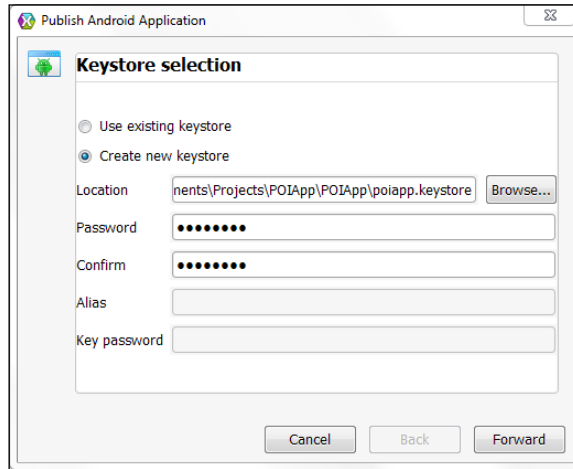 Publish Android Application
Keystore selection
Use existing keystore
Create new keystore
Location nents\Projects\POIApp\POIApp\poiapp.keystore Browse...
Password ●●●●●●●●
Confirm ●●●●●●●●
Alias
Key password
Cancel Back Forward